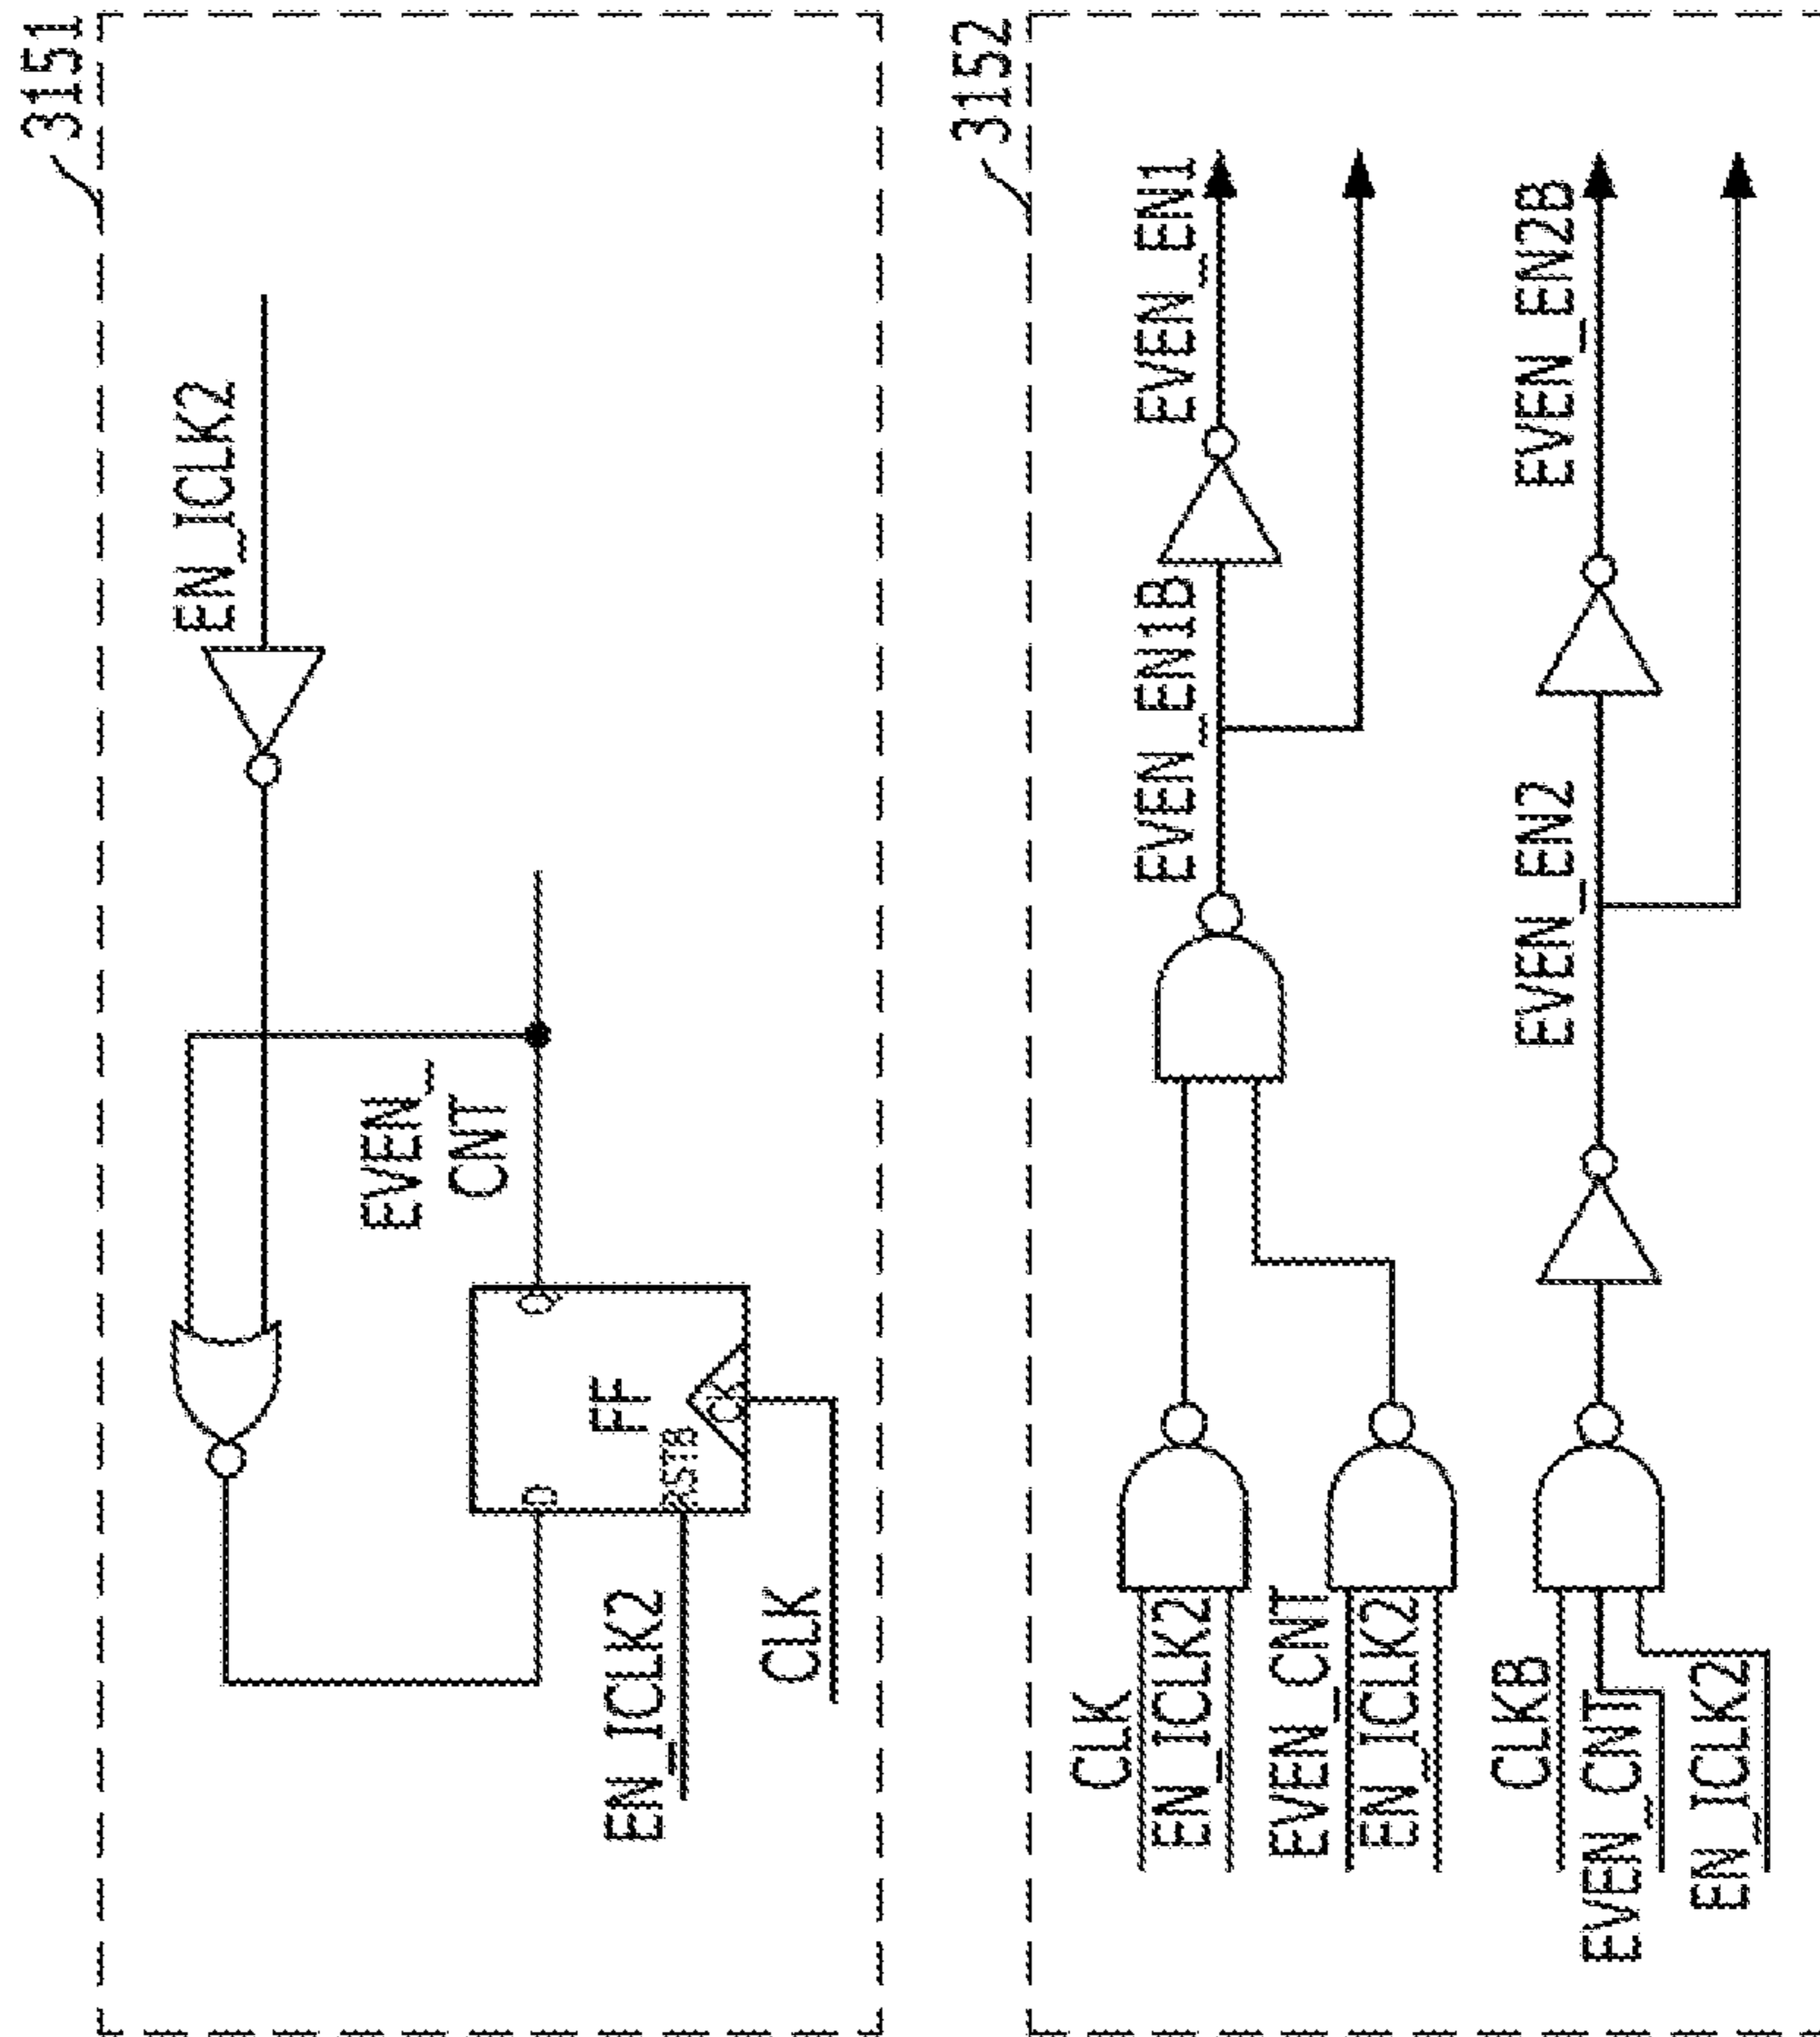 3151
EN_ICLK2
EVEN_
CNT
D
Q
FF
RSTB
CK
EN_ICLK2
CLK
3152
CLK
EN_ICLK2
EVEN_EN1B
EVEN_EN1
EVEN_CNT
EN_ICLK2
CLKB
EVEN_EN2
EVEN_EN2B
EVEN_CNT
EN_ICLK2